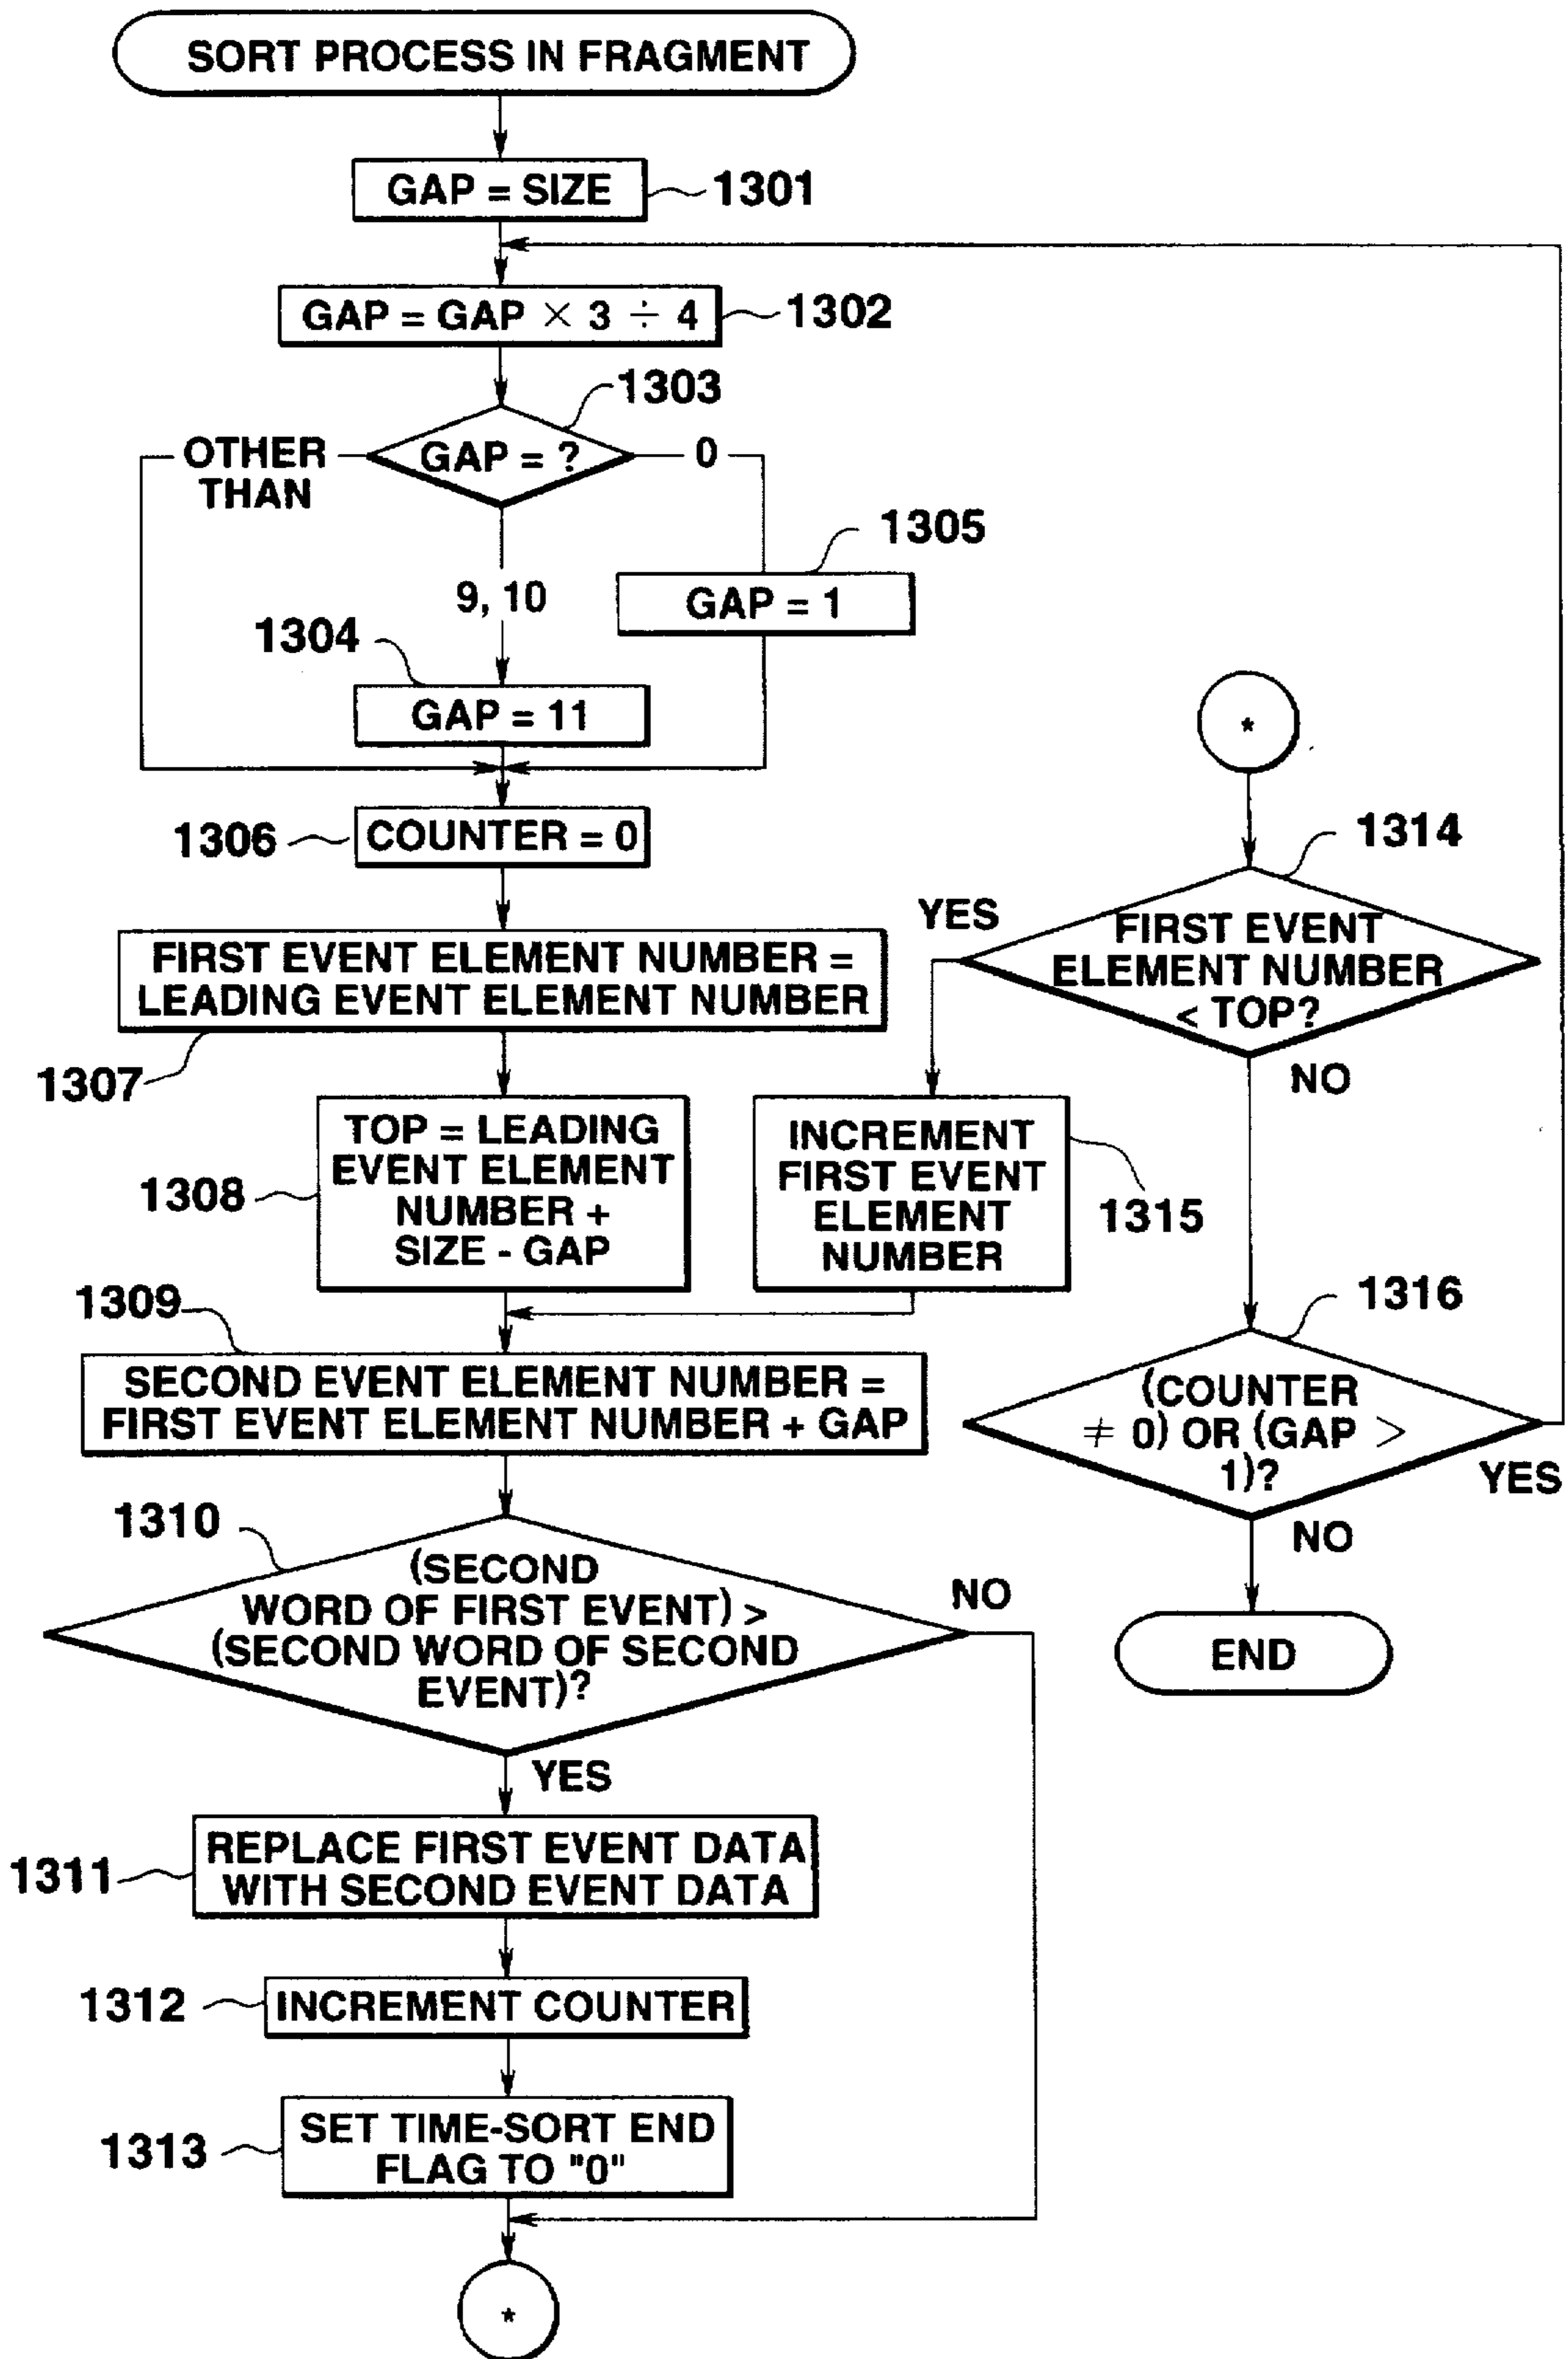 SORT PROCESS IN FRAGMENT
GAP = SIZE
1301
GAP = GAP × 3 ÷ 4
1302
1303
GAP = ?
OTHER
THAN
0
9, 10
1305
GAP = 1
1304
GAP = 11
1306
COUNTER = 0
FIRST EVENT ELEMENT NUMBER =
LEADING EVENT ELEMENT NUMBER
1307
TOP = LEADING
EVENT ELEMENT
NUMBER +
SIZE - GAP
1308
1309
SECOND EVENT ELEMENT NUMBER =
FIRST EVENT ELEMENT NUMBER + GAP
1310
(SECOND
WORD OF FIRST EVENT) >
(SECOND WORD OF SECOND
EVENT)?
NO
YES
REPLACE FIRST EVENT DATA
WITH SECOND EVENT DATA
1311
1312
INCREMENT COUNTER
SET TIME-SORT END
FLAG TO "0"
1313
*
*
1314
YES
FIRST EVENT
ELEMENT NUMBER
< TOP?
NO
INCREMENT
FIRST EVENT
ELEMENT
NUMBER
1315
1316
(COUNTER
≠ 0) OR (GAP >
1)?
YES
NO
END